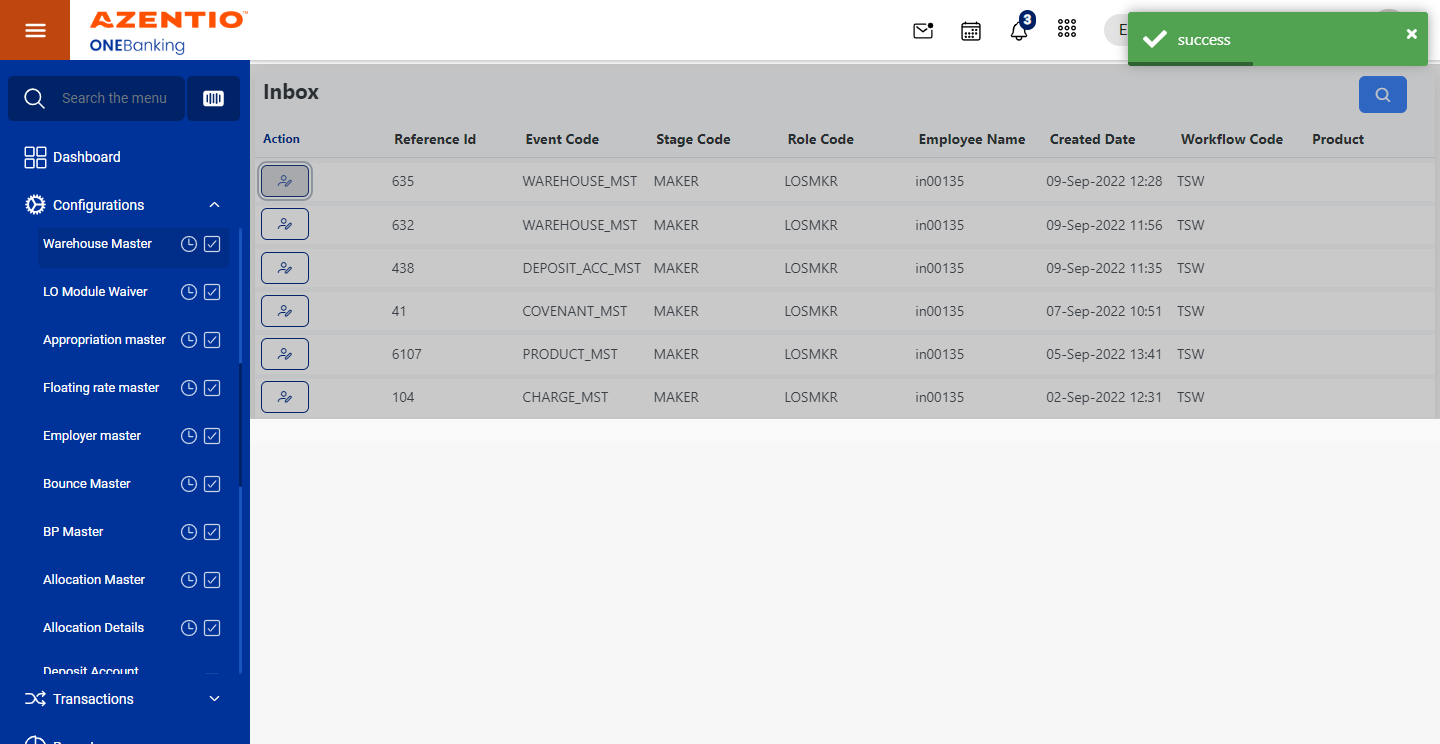 AZENTIO™
ONEBanking
3
E
success
Search the menu
Dashboard
Configurations
Warehouse Master
LO Module Waiver
Appropriation master
Floating rate master
Employer master
Bounce Master
BP Master
Allocation Master
Allocation Details
Deposit Account
Transactions
Inbox
Action Reference Id Event Code Stage Code Role Code Employee Name Created Date Workflow Code Product
635 WAREHOUSE_MST MAKER LOSMKR in00135 09-Sep-2022 12:28 TSW
632 WAREHOUSE_MST MAKER LOSMKR in00135 09-Sep-2022 11:56 TSW
438 DEPOSIT_ACC_MST MAKER LOSMKR in00135 09-Sep-2022 11:35 TSW
41 COVENANT_MST MAKER LOSMKR in00135 07-Sep-2022 10:51 TSW
6107 PRODUCT_MST MAKER LOSMKR in00135 05-Sep-2022 13:41 TSW
104 CHARGE_MST MAKER LOSMKR in00135 02-Sep-2022 12:31 TSW